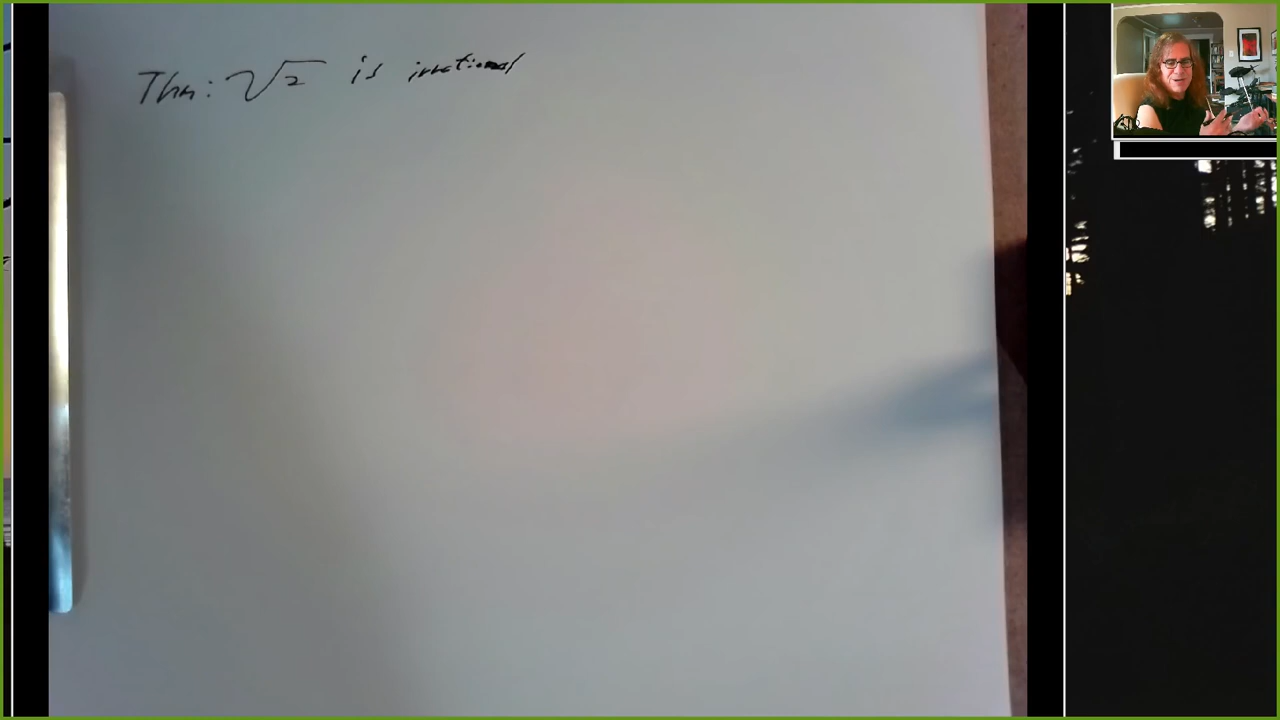 Thm: √2 is irrational